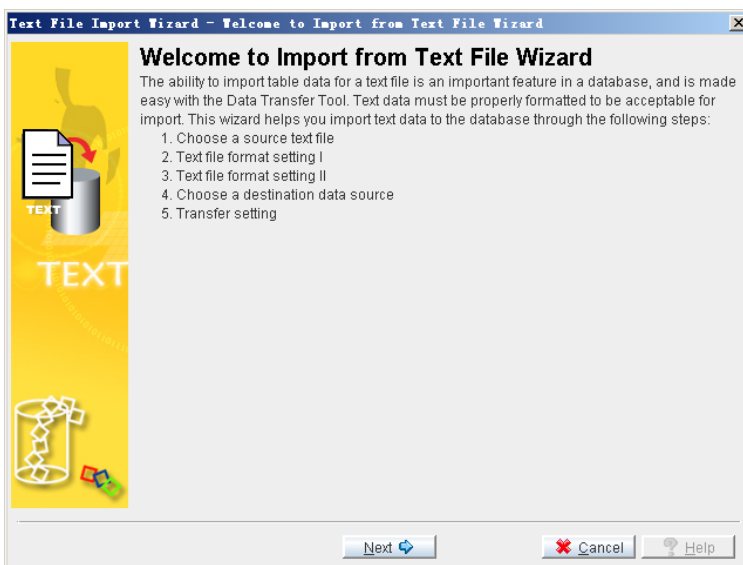 Text File Import Wizard - Welcome to Import from Text File Wizard
Welcome to Import from Text File Wizard
The ability to import table data for a text file is an important feature in a database, and is made
easy with the Data Transfer Tool. Text data must be properly formatted to be acceptable for
import. This wizard helps you import text data to the database through the following steps:
1. Choose a source text file
2. Text file format setting I
3. Text file format setting II
4. Choose a destination data source
5. Transfer setting
TEXT
TEXT
Next
Cancel
Help